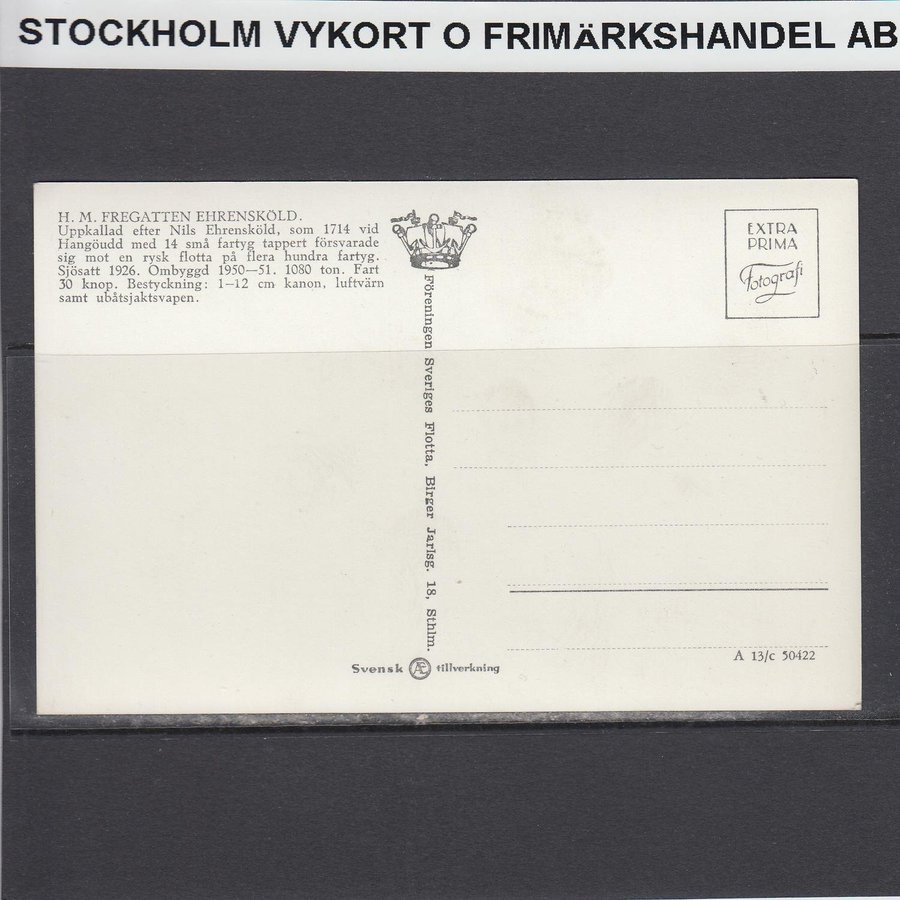 STOCKHOLM VYKORT O FRIMÄRKSHANDEL AB
H. M. FREGATTEN EHRENSKÖLD.
Uppkallad efter Nils Ehrensköld, som 1714 vid
Hangöudd med 14 små fartyg tappert försvarade
sig mot en rysk flotta på flera hundra fartyg.
Sjösatt 1926. Ombyggd 1950—51. 1080 ton. Fart
30 knop. Bestyckning: 1—12 cm kanon, luftvärn
samt ubåtsjaktsvapen.
EXTRA
PRIMA
Fotografi
Föreningen Sveriges Flotta, Birger Jarlsg. 18, Sthlm.
Svensk Æ tillverkning
A 13/c 50422